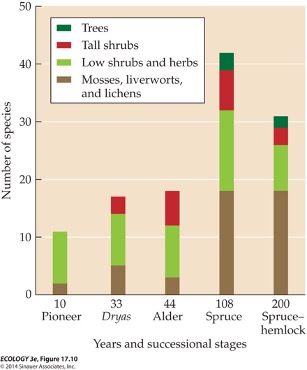 50
40
30
20
10
0
Number of species
Trees
Tall shrubs
Low shrubs and herbs
Mosses, liverworts,
and lichens
10 33 44 108 200
Pioneer Dryas Alder Spruce Spruce–
hemlock
Years and successional stages
ECOLOGY 3e, Figure 17.10
© 2014 Sinauer Associates, Inc.